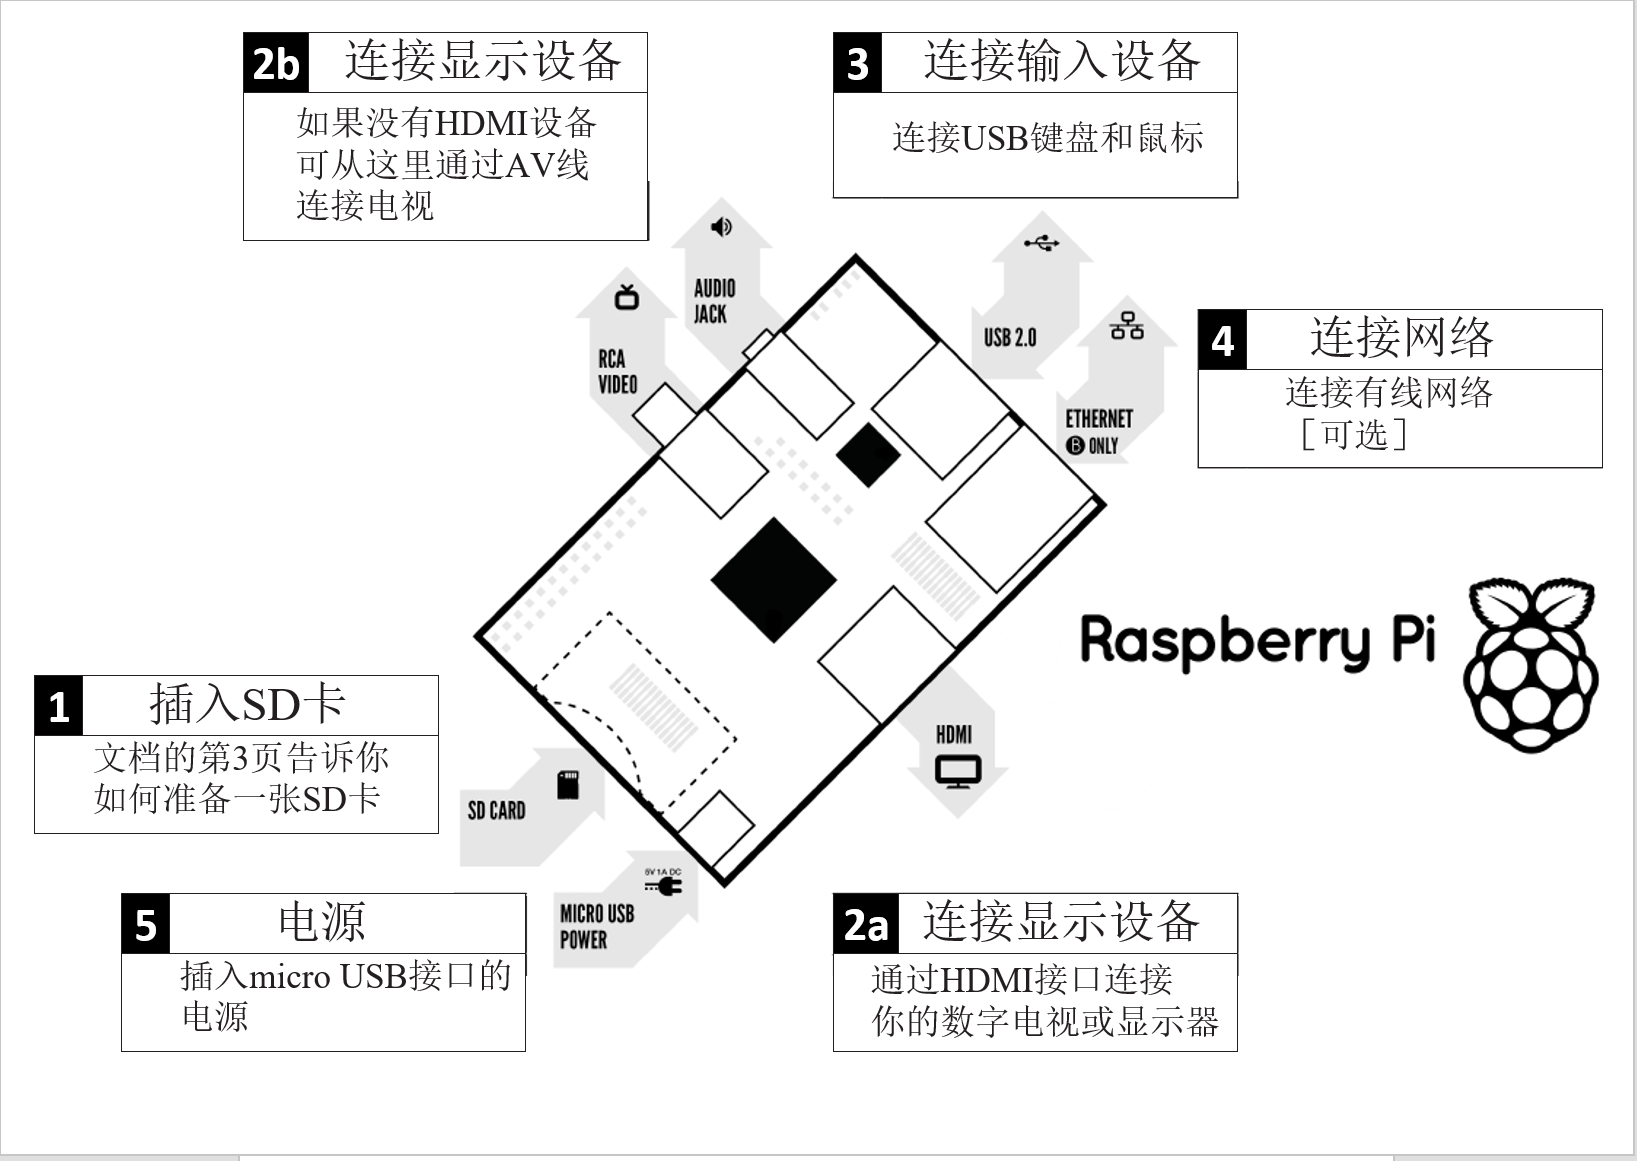 2b 连接显示设备
如果没有HDMI设备
可从这里通过AV线
连接电视
3 连接输入设备
连接USB键盘和鼠标
AUDIO
JACK
RCA
VIDEO
USB 2.0
ETHERNET
B ONLY
4 连接网络
连接有线网络
［可选］
Raspberry Pi
1 插入SD卡
文档的第3页告诉你
如何准备一张SD卡
SD CARD
HDMI
5 电源
插入micro USB接口的
电源
5V 1A DC
MICRO USB
POWER
2a 连接显示设备
通过HDMI接口连接
你的数字电视或显示器